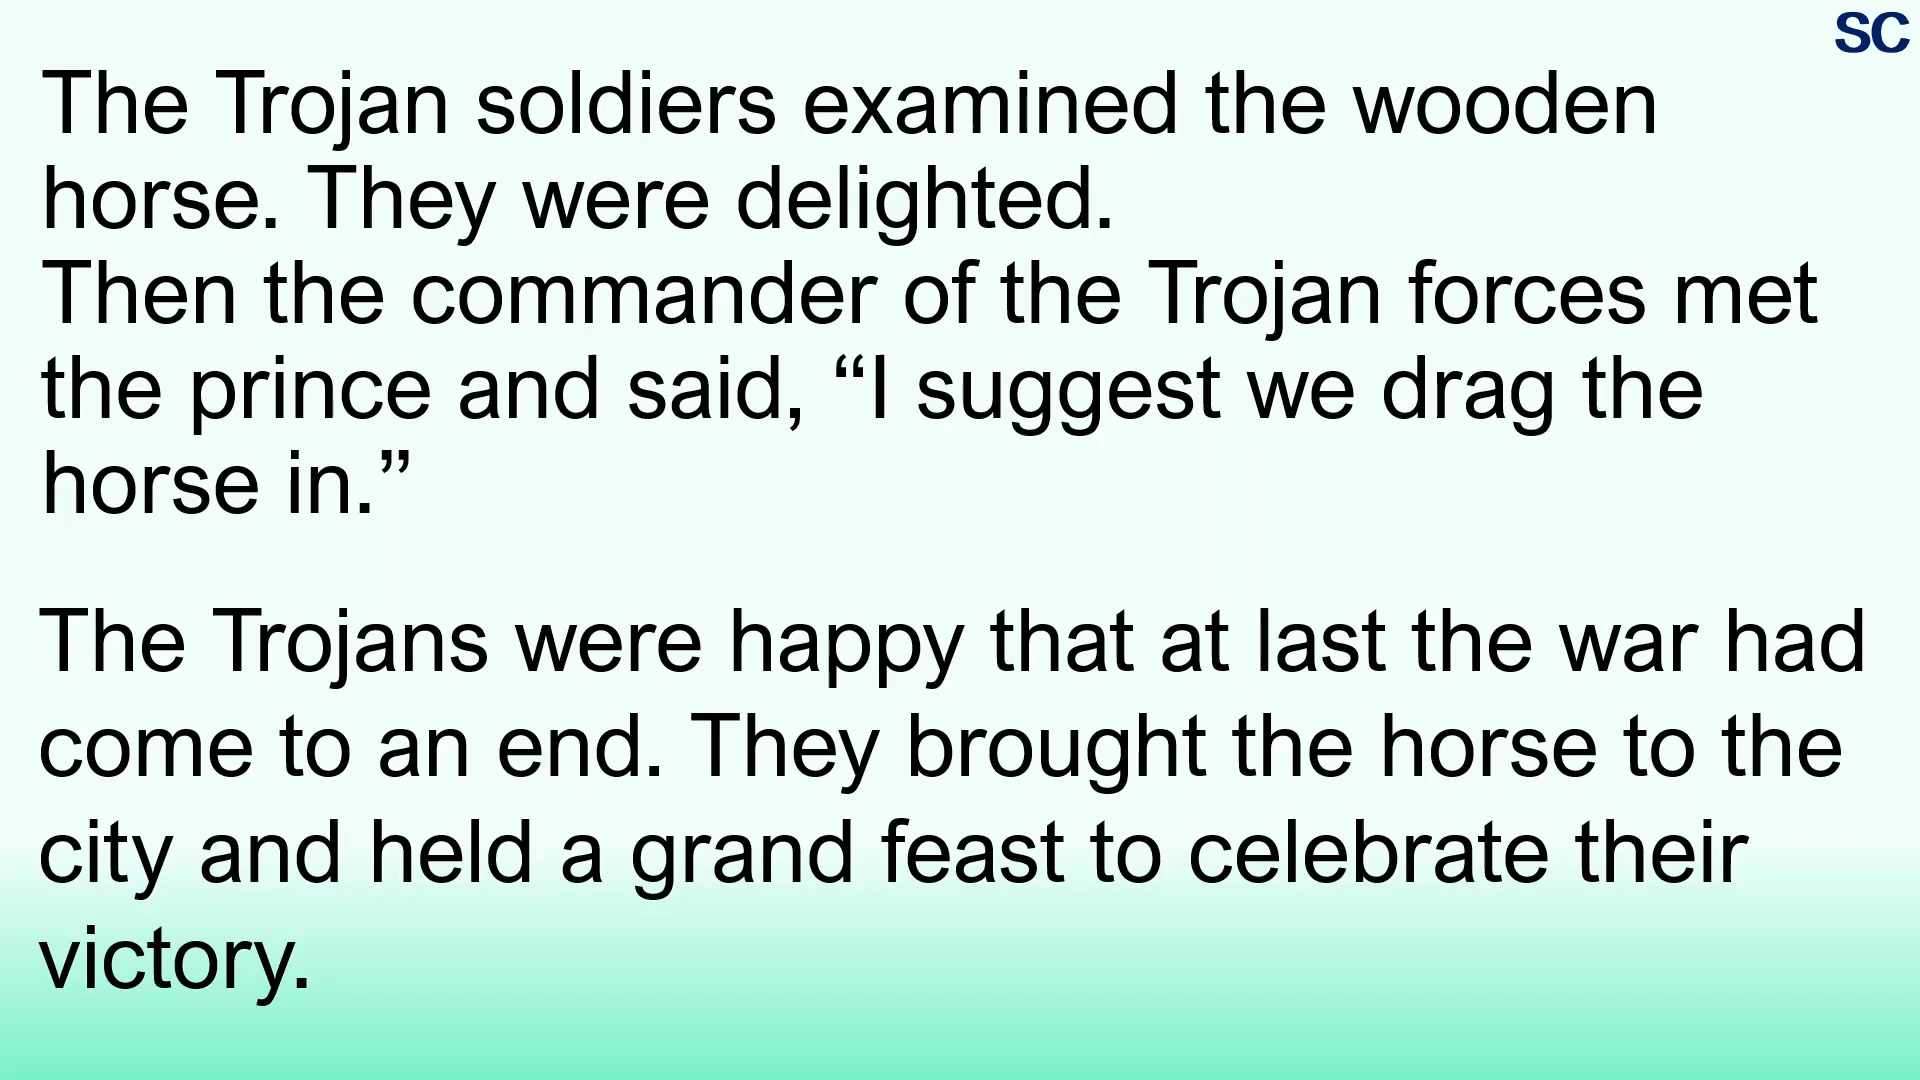 SC
The Trojan soldiers examined the wooden
horse. They were delighted.
Then the commander of the Trojan forces met
the prince and said, “I suggest we drag the
horse in.”
The Trojans were happy that at last the war had
come to an end. They brought the horse to the
city and held a grand feast to celebrate their
victory.